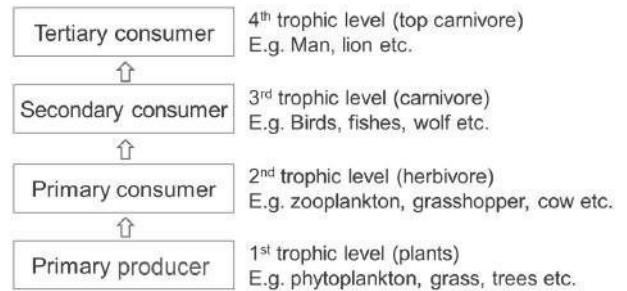 Tertiary consumer
4th trophic level (top carnivore)
E.g. Man, lion etc.
Secondary consumer
3rd trophic level (carnivore)
E.g. Birds, fishes, wolf etc.
Primary consumer
2nd trophic level (herbivore)
E.g. zooplankton, grasshopper, cow etc.
Primary producer
1st trophic level (plants)
E.g. phytoplankton, grass, trees etc.